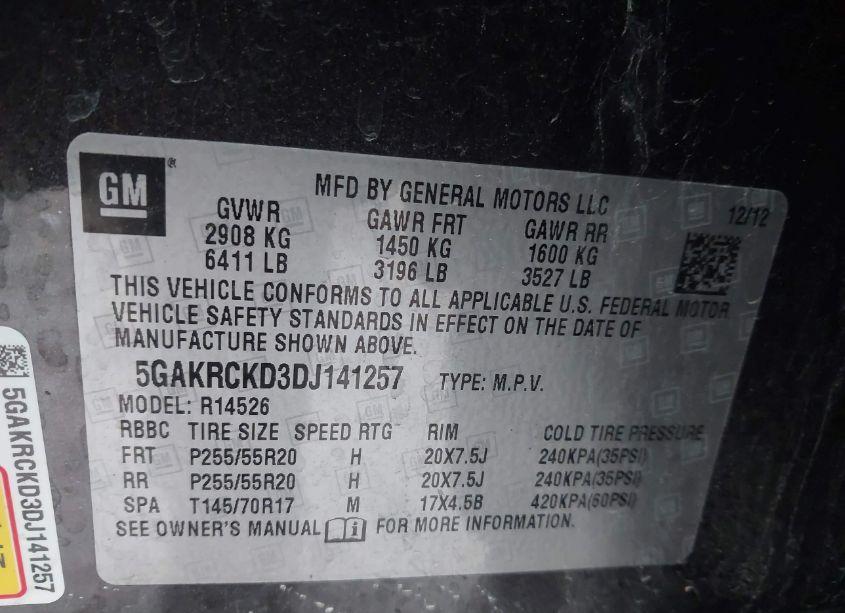 GM®
MFD BY GENERAL MOTORS LLC
12/12
GVWR GAWR FRT GAWR RR
2908 KG 1450 KG 1600 KG
6411 LB 3196 LB 3527 LB
THIS VEHICLE CONFORMS TO ALL APPLICABLE U.S. FEDERAL MOTOR
VEHICLE SAFETY STANDARDS IN EFFECT ON THE DATE OF
MANUFACTURE SHOWN ABOVE.
5GAKRCKD3DJ141257 TYPE: M.P.V.
MODEL: R14526
RBBC TIRE SIZE SPEED RTG RIM COLD TIRE PRESSURE
FRT P255/55R20 H 20X7.5J 240KPA(35PSI)
RR P255/55R20 H 20X7.5J 240KPA(35PSI)
SPA T145/70R17 M 17X4.5B 420KPA(60PSI)
SEE OWNER'S MANUAL FOR MORE INFORMATION.
5GAKRCKD3DJ141257